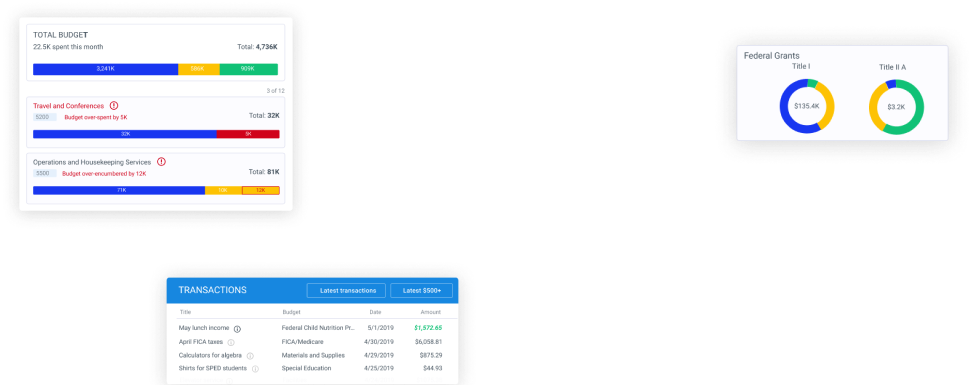 TOTAL BUDGET
22.5K spent this month Total: 4,736K
3,241K 586K 909K
3 of 12
Travel and Conferences
5200 Budget over-spent by 5K Total: 32K
32K 5K
Operations and Housekeeping Services
5500 Budget over-encumbered by 12K Total: 81K
71K 10K 12K
Federal Grants
Title I Title II A
$135.4K $3.2K
TRANSACTIONS Latest transactions Latest $500+
Title Budget Date Amount
May lunch income Federal Child Nutrition Pr... 5/1/2019 $1,572.65
April FICA taxes FICA/Medicare 4/30/2019 $6,058.81
Calculators for algebra Materials and Supplies 4/29/2019 $875.29
Shirts for SPED students Special Education 4/25/2019 $44.93